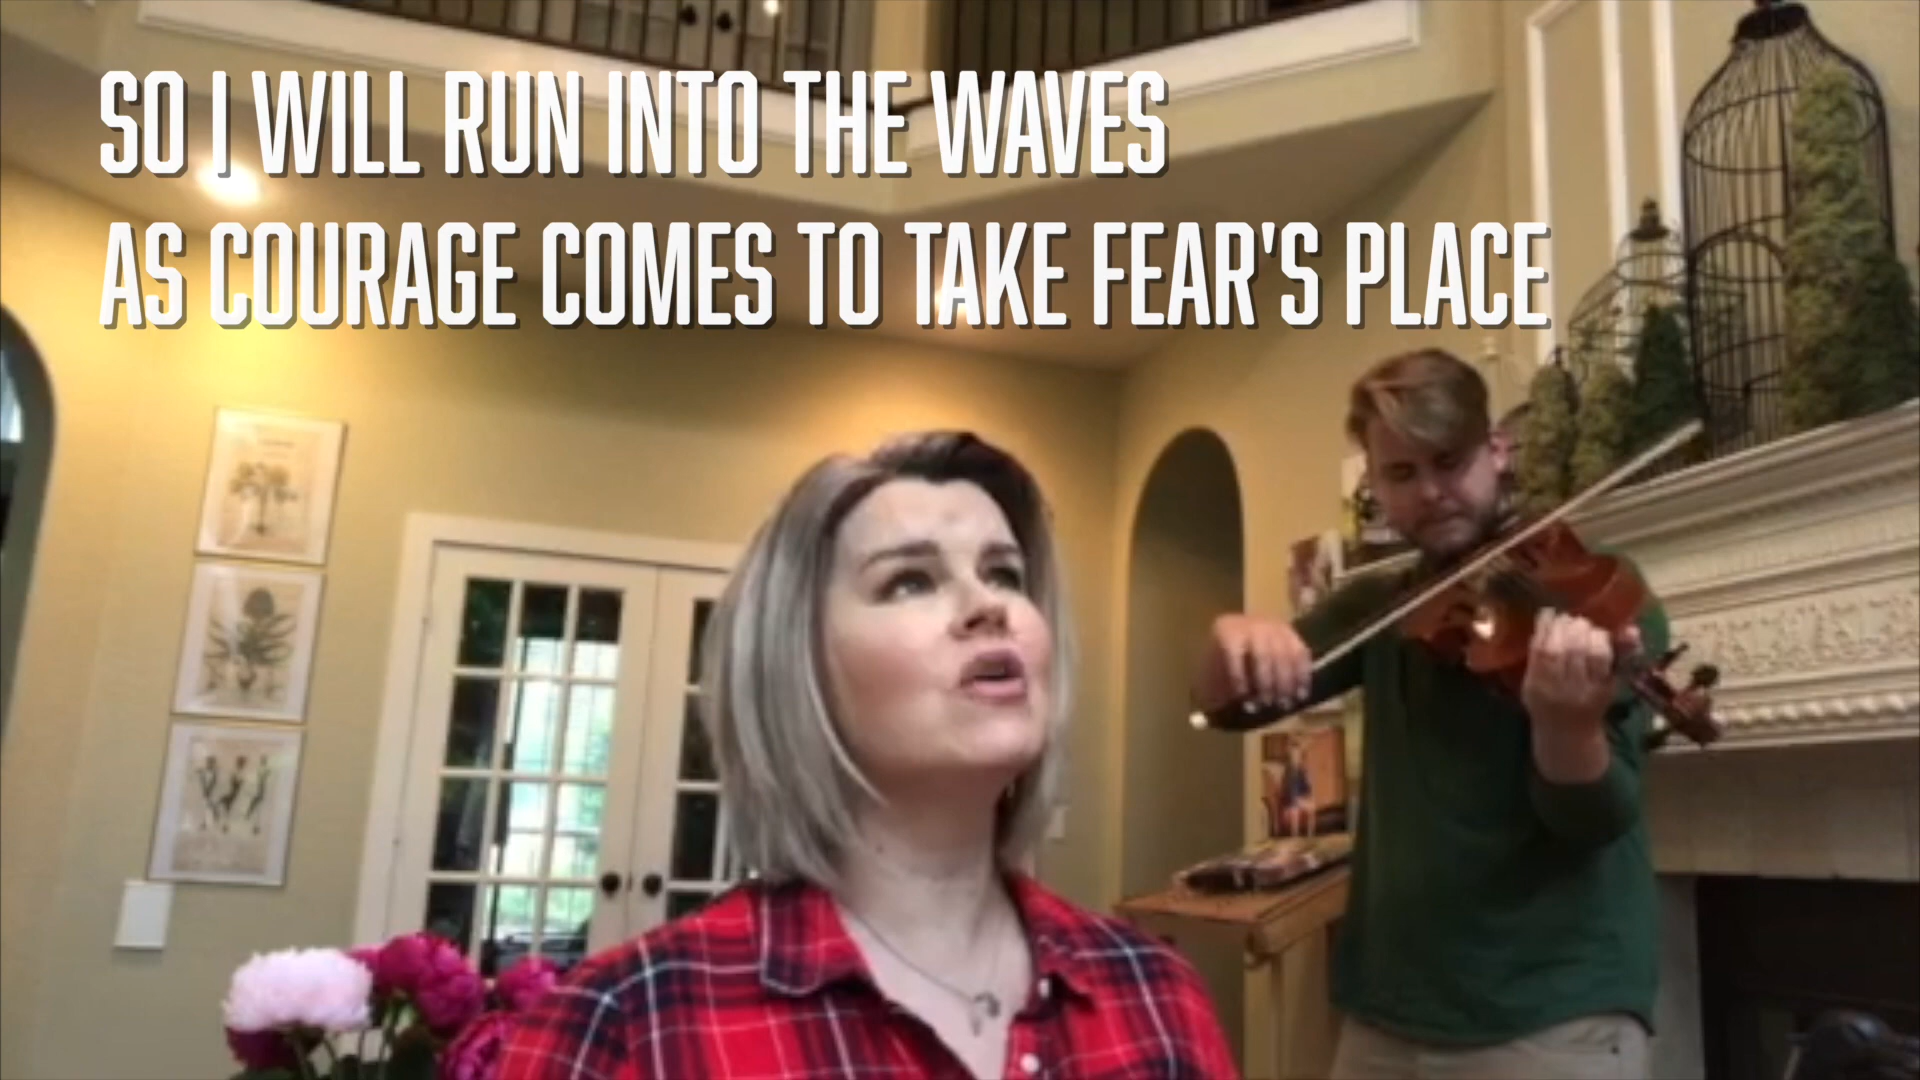 SO I WILL RUN INTO THE WAVES
AS COURAGE COMES TO TAKE FEAR'S PLACE